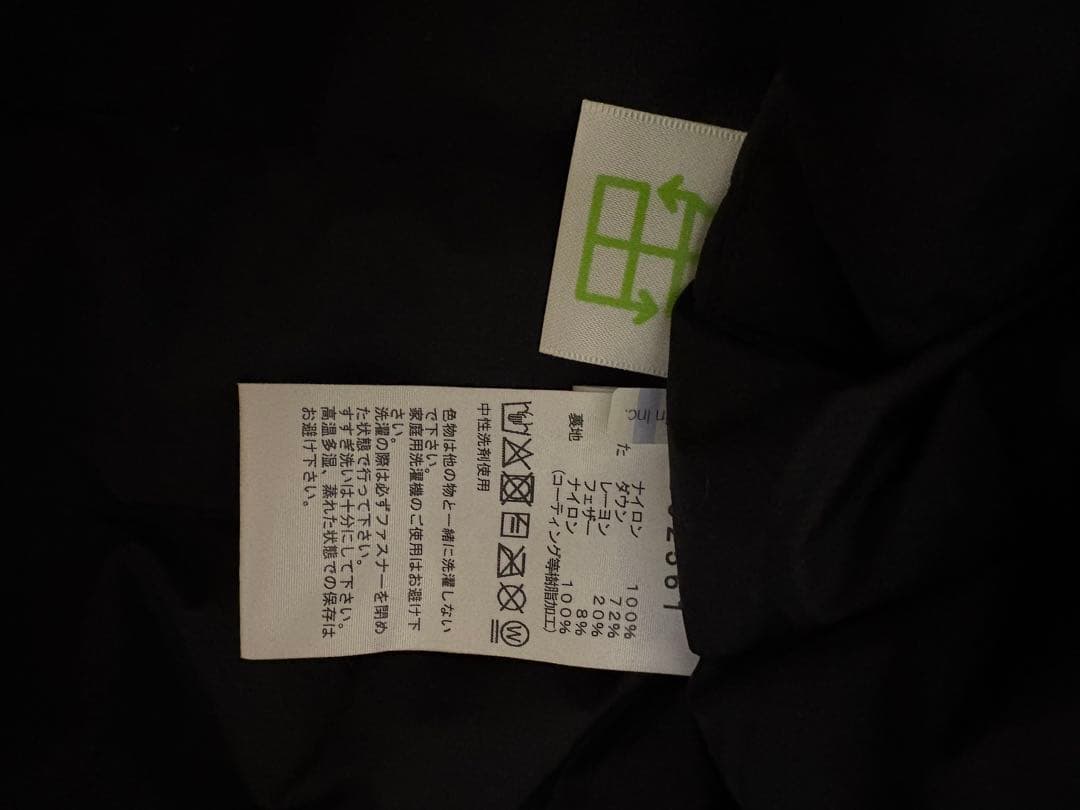 n Inc.
ナイロン 100%
ダウン 72%
レーヨン 20%
フェザー 8%
裏地 ナイロン 100%
(コーティング等樹脂加工)
W
中性洗剤使用
色物は他の物と一緒に洗濯しない
で下さい。
家庭用洗濯機のご使用はお避け下
さい。
洗濯の際は必ずファスナーを閉め
た状態で行って下さい。
すすぎ洗いは十分にして下さい。
高温多湿、蒸れた状態での保存は
お避け下さい。